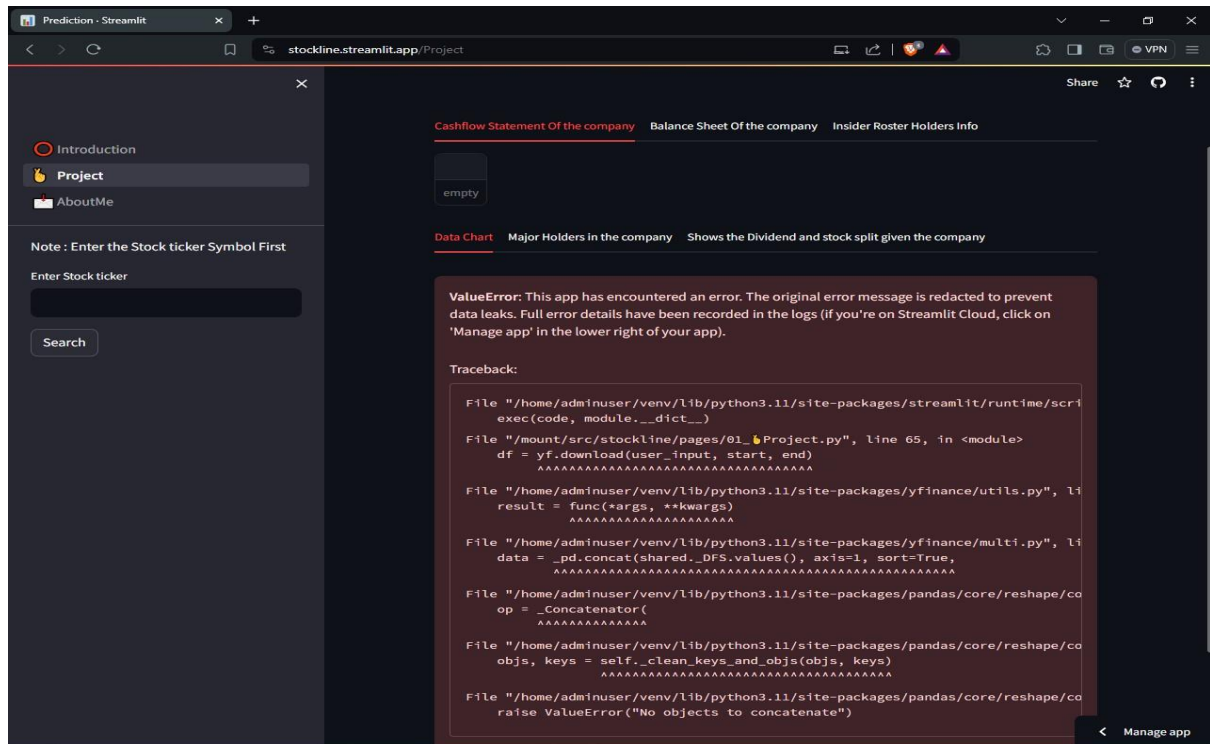 Prediction · Streamlit
stockline.streamlit.app/Project
VPN
Share
Introduction
Project
AboutMe
Note : Enter the Stock ticker Symbol First
Enter Stock ticker
Search
Cashflow Statement Of the company Balance Sheet Of the company Insider Roster Holders Info
empty
Data Chart Major Holders in the company Shows the Dividend and stock split given the company
ValueError: This app has encountered an error. The original error message is redacted to prevent
data leaks. Full error details have been recorded in the logs (if you're on Streamlit Cloud, click on
'Manage app' in the lower right of your app).
Traceback:
File "/home/adminuser/venv/lib/python3.11/site-packages/streamlit/runtime/scri
exec(code, module.__dict__)
File "/mount/src/stockline/pages/01_🫰Project.py", line 65, in <module>
df = yf.download(user_input, start, end)
^^^^^^^^^^^^^^^^^^^^^^^^^^^^^^^^^^^
File "/home/adminuser/venv/lib/python3.11/site-packages/yfinance/utils.py", li
result = func(*args, **kwargs)
^^^^^^^^^^^^^^^^^^^^^
File "/home/adminuser/venv/lib/python3.11/site-packages/yfinance/multi.py", li
data = _pd.concat(shared._DFS.values(), axis=1, sort=True,
^^^^^^^^^^^^^^^^^^^^^^^^^^^^^^^^^^^^^^^^^^^^^^^^^^^
File "/home/adminuser/venv/lib/python3.11/site-packages/pandas/core/reshape/co
op = _Concatenator(
^^^^^^^^^^^^^^
File "/home/adminuser/venv/lib/python3.11/site-packages/pandas/core/reshape/co
objs, keys = self._clean_keys_and_objs(objs, keys)
^^^^^^^^^^^^^^^^^^^^^^^^^^^^^^^^^^^^^
File "/home/adminuser/venv/lib/python3.11/site-packages/pandas/core/reshape/co
raise ValueError("No objects to concatenate")
Manage app